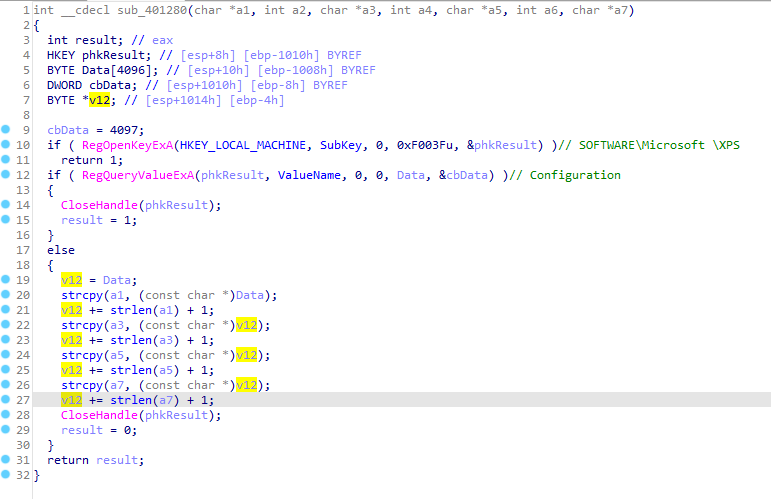 1 int __cdecl sub_401280(char *a1, int a2, char *a3, int a4, char *a5, int a6, char *a7)
2 {
3   int result; // eax
4   HKEY phkResult; // [esp+8h] [ebp-1010h] BYREF
5   BYTE Data[4096]; // [esp+10h] [ebp-1008h] BYREF
6   DWORD cbData; // [esp+1010h] [ebp-8h] BYREF
7   BYTE *v12; // [esp+1014h] [ebp-4h]
8
9   cbData = 4097;
10   if ( RegOpenKeyExA(HKEY_LOCAL_MACHINE, SubKey, 0, 0xF003Fu, &phkResult) )// SOFTWARE\Microsoft \XPS
11     return 1;
12   if ( RegQueryValueExA(phkResult, ValueName, 0, 0, Data, &cbData) )// Configuration
13   {
14     CloseHandle(phkResult);
15     result = 1;
16   }
17   else
18   {
19     v12 = Data;
20     strcpy(a1, (const char *)Data);
21     v12 += strlen(a1) + 1;
22     strcpy(a3, (const char *)v12);
23     v12 += strlen(a3) + 1;
24     strcpy(a5, (const char *)v12);
25     v12 += strlen(a5) + 1;
26     strcpy(a7, (const char *)v12);
27     v12 += strlen(a7) + 1;
28     CloseHandle(phkResult);
29     result = 0;
30   }
31   return result;
32 }